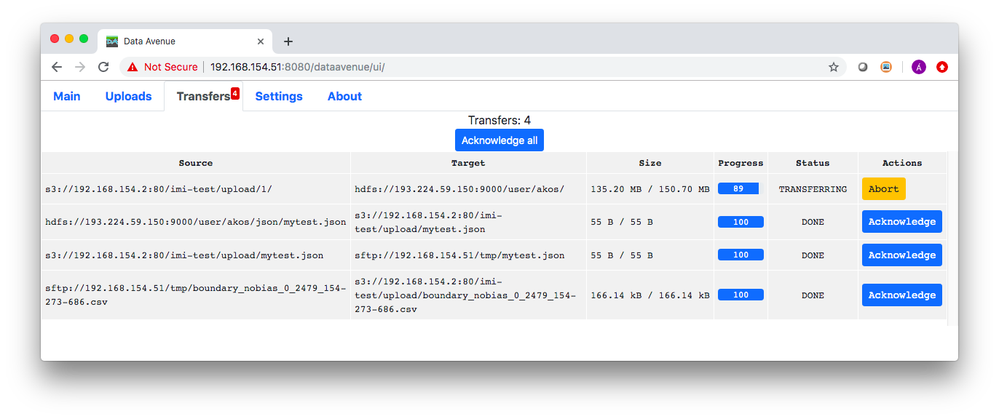 Data Avenue
Not Secure 192.168.154.51:8080/dataavenue/ui/
Á
Main Uploads Transfers 4 Settings About
Transfers: 4
Acknowledge all
Source Target Size Progress Status Actions
s3://192.168.154.2:80/imi-test/upload/1/ hdfs://193.224.59.150:9000/user/akos/ 135.20 MB / 150.70 MB 89 TRANSFERRING Abort
hdfs://193.224.59.150:9000/user/akos/json/mytest.json s3://192.168.154.2:80/imi-
test/upload/mytest.json 55 B / 55 B 100 DONE Acknowledge
s3://192.168.154.2:80/imi-test/upload/mytest.json sftp://192.168.154.51/tmp/mytest.json 55 B / 55 B 100 DONE Acknowledge
sftp://192.168.154.51/tmp/boundary_nobias_0_2479_154-
273-686.csv s3://192.168.154.2:80/imi-
test/upload/boundary_nobias_0_2479_154-
273-686.csv 166.14 kB / 166.14 kB 100 DONE Acknowledge